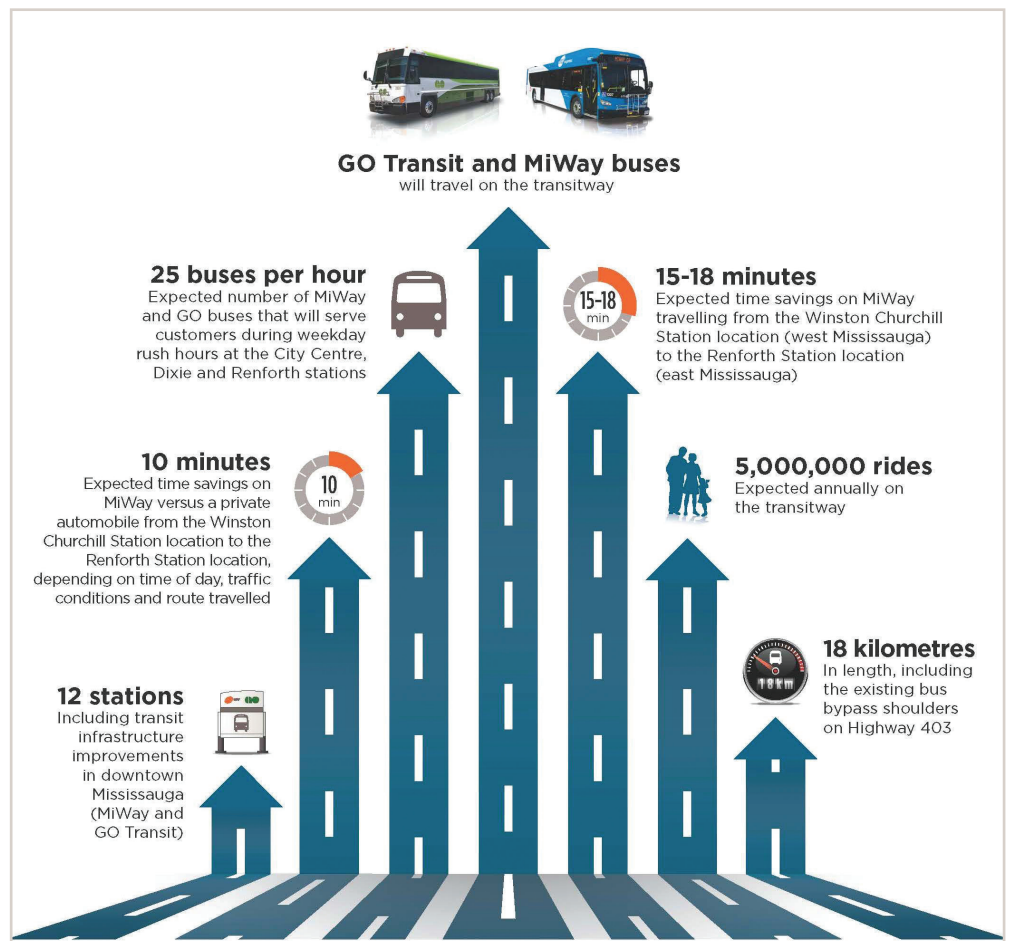 GO Transit and MiWay buses
will travel on the transitway
25 buses per hour
Expected number of MiWay
and GO buses that will serve
customers during weekday
rush hours at the City Centre,
Dixie and Renforth stations
15-18
min
15-18 minutes
Expected time savings on MiWay
travelling from the Winston Churchill
Station location (west Mississauga)
to the Renforth Station location
(east Mississauga)
10 minutes
Expected time savings on
MiWay versus a private
automobile from the Winston
Churchill Station location to the
Renforth Station location,
depending on time of day, traffic
conditions and route travelled
10
min
5,000,000 rides
Expected annually on
the transitway
12 stations
Including transit
infrastructure
improvements
in downtown
Mississauga
(MiWay and
GO Transit)
18km
18 kilometres
In length, including
the existing bus
bypass shoulders
on Highway 403